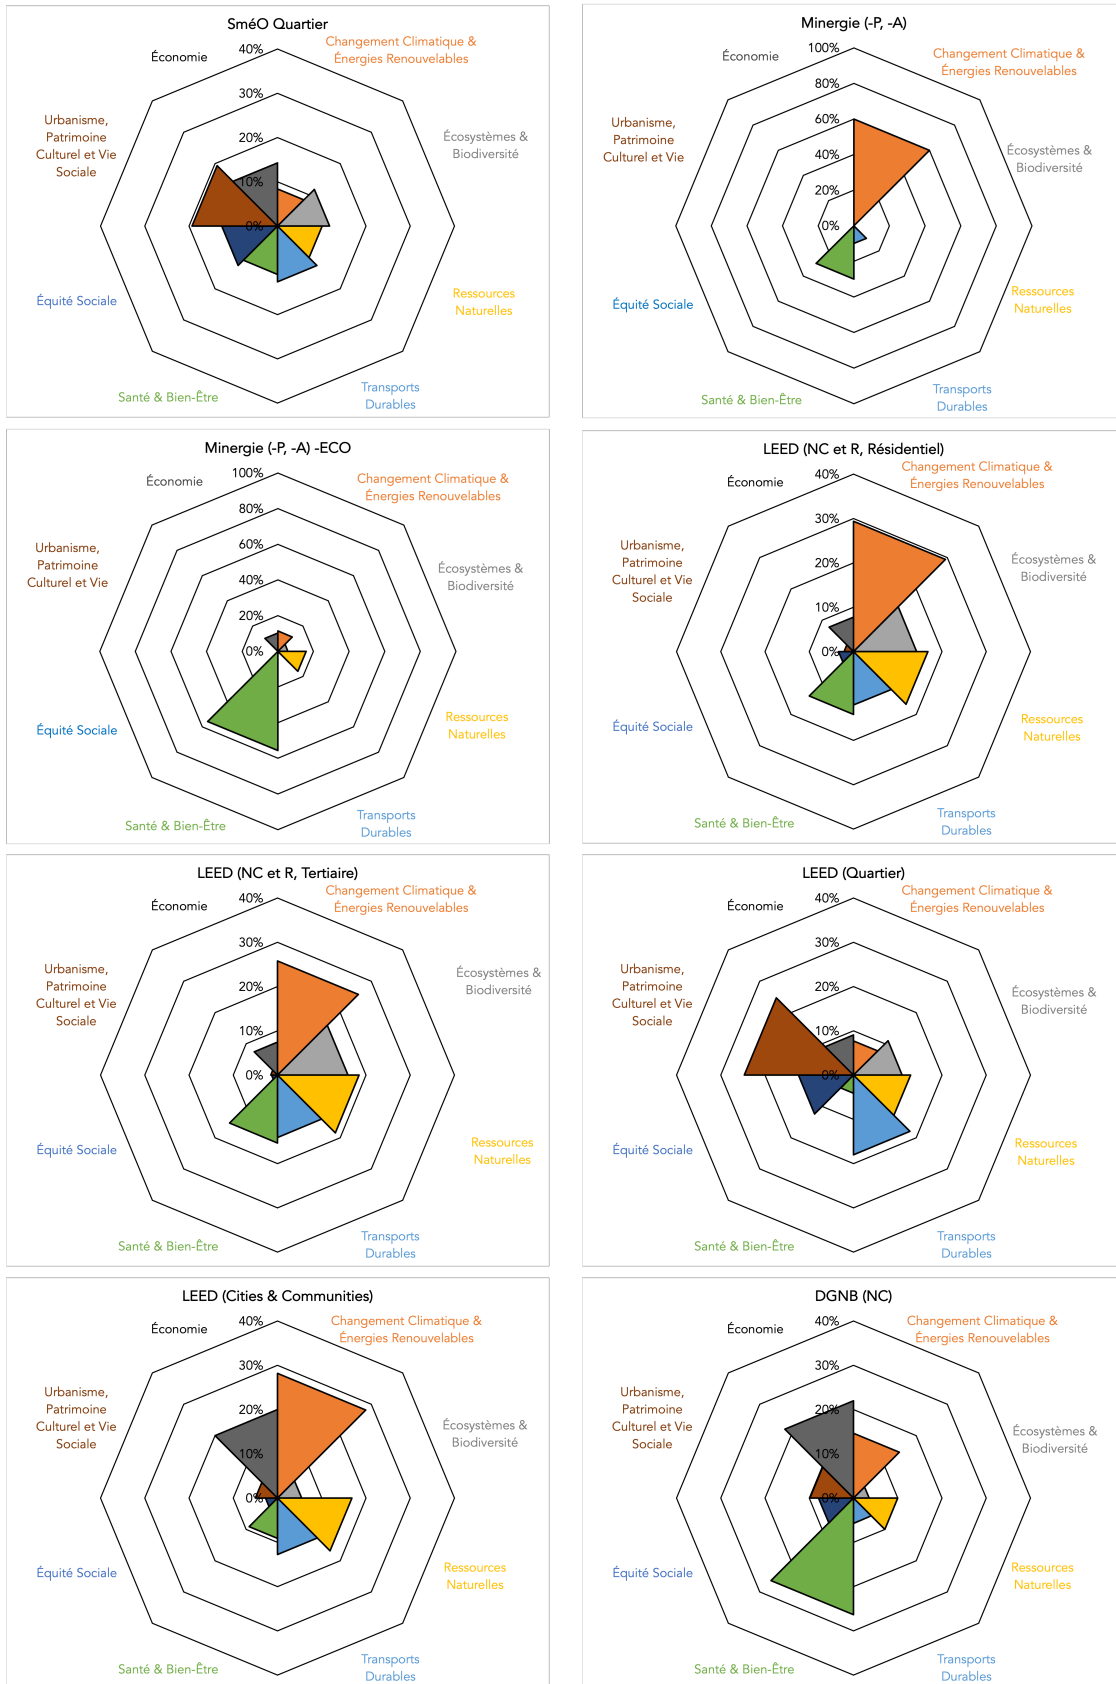 SméO Quartier
40%
Changement Climatique &
Énergies Renouvelables
Économie
30%
Urbanisme,
Patrimoine
Culturel et Vie
Sociale
Écosystèmes &
Biodiversité
20%
10%
0%
Équité Sociale
Ressources
Naturelles
Santé & Bien-Être
Transports
Durables
Minergie (-P, -A)
100%
Changement Climatique &
Énergies Renouvelables
Économie
80%
Urbanisme,
Patrimoine
Culturel et Vie
60%
Écosystèmes &
Biodiversité
40%
20%
0%
Équité Sociale
Ressources
Naturelles
Santé & Bien-Être
Transports
Durables
Minergie (-P, -A) -ECO
100%
Changement Climatique &
Énergies Renouvelables
Économie
80%
60%
Urbanisme,
Patrimoine
Culturel et Vie
Écosystèmes &
Biodiversité
40%
20%
0%
Équité Sociale
Ressources
Naturelles
Santé & Bien-Être
Transports
Durables
LEED (NC et R, Résidentiel)
40%
Changement Climatique &
Énergies Renouvelables
Économie
30%
Urbanisme,
Patrimoine
Culturel et Vie
Sociale
Écosystèmes &
Biodiversité
20%
10%
0%
Équité Sociale
Ressources
Naturelles
Santé & Bien-Être
Transports
Durables
LEED (NC et R, Tertiaire)
40%
Changement Climatique &
Énergies Renouvelables
Économie
30%
Urbanisme,
Patrimoine
Culturel et Vie
Sociale
Écosystèmes &
Biodiversité
20%
10%
0%
Équité Sociale
Ressources
Naturelles
Santé & Bien-Être
Transports
Durables
LEED (Quartier)
40%
Changement Climatique &
Énergies Renouvelables
Économie
30%
Urbanisme,
Patrimoine
Culturel et Vie
Sociale
Écosystèmes &
Biodiversité
20%
10%
0%
Équité Sociale
Ressources
Naturelles
Santé & Bien-Être
Transports
Durables
LEED (Cities & Communities)
40%
Changement Climatique &
Énergies Renouvelables
Économie
30%
Urbanisme,
Patrimoine
Culturel et Vie
Sociale
Écosystèmes &
Biodiversité
20%
10%
0%
Équité Sociale
Ressources
Naturelles
Santé & Bien-Être
Transports
Durables
DGNB (NC)
40%
Changement Climatique &
Énergies Renouvelables
Économie
30%
Urbanisme,
Patrimoine
Culturel et Vie
Sociale
Écosystèmes &
Biodiversité
20%
10%
0%
Équité Sociale
Ressources
Naturelles
Santé & Bien-Être
Transports
Durables